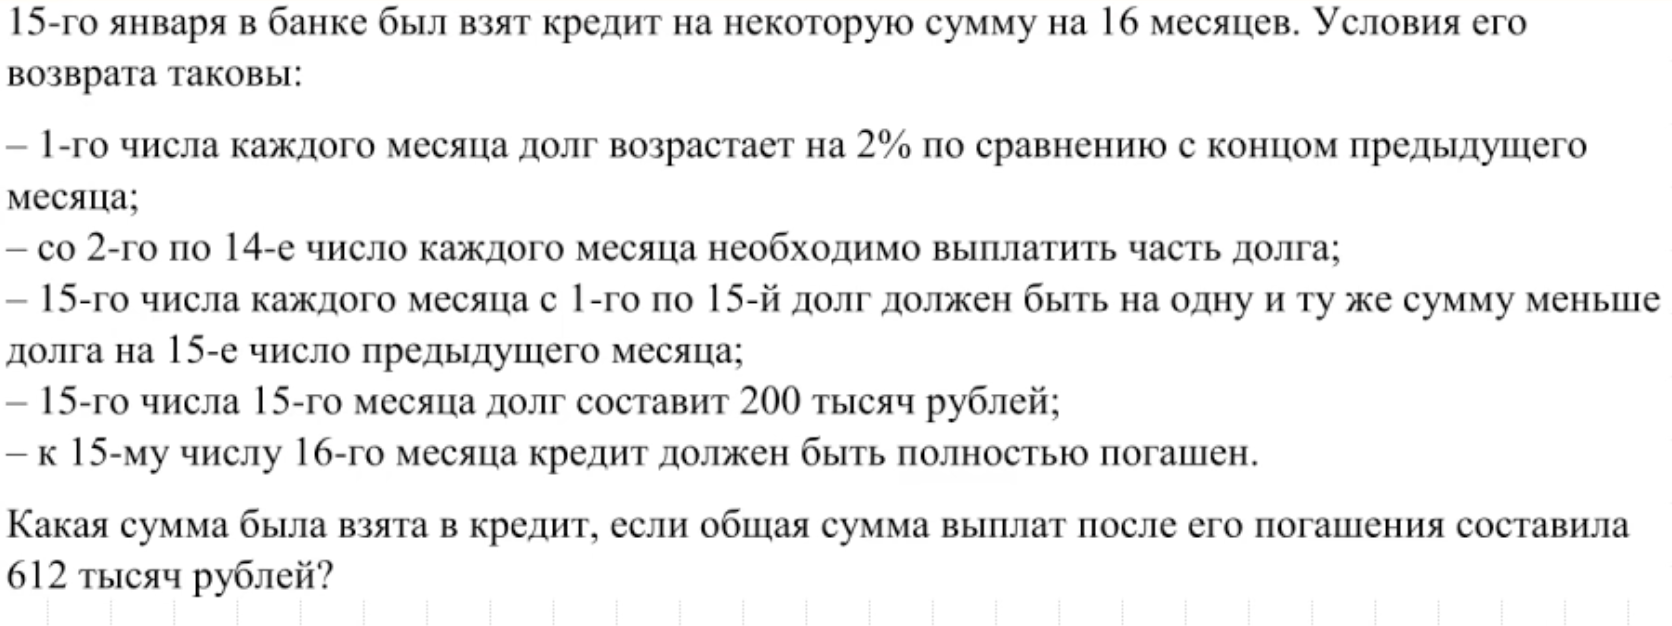 15-го января в банке был взят кредит на некоторую сумму на 16 месяцев. Условия его
возврата таковы:
– 1-го числа каждого месяца долг возрастает на 2% по сравнению с концом предыдущего
месяца;
– со 2-го по 14-е число каждого месяца необходимо выплатить часть долга;
– 15-го числа каждого месяца с 1-го по 15-й долг должен быть на одну и ту же сумму меньше
долга на 15-е число предыдущего месяца;
– 15-го числа 15-го месяца долг составит 200 тысяч рублей;
– к 15-му числу 16-го месяца кредит должен быть полностью погашен.
Какая сумма была взята в кредит, если общая сумма выплат после его погашения составила
612 тысяч рублей?